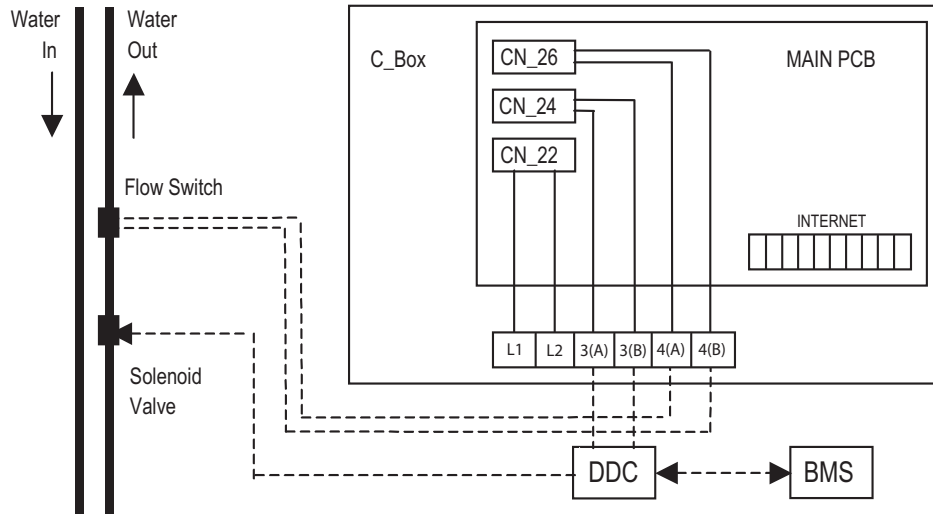 Water
In
Water
Out
C_Box
CN_26
MAIN PCB
CN_24
CN_22
Flow Switch
INTERNET
L1 L2 3(A) 3(B) 4(A) 4(B)
Solenoid
Valve
DDC
BMS